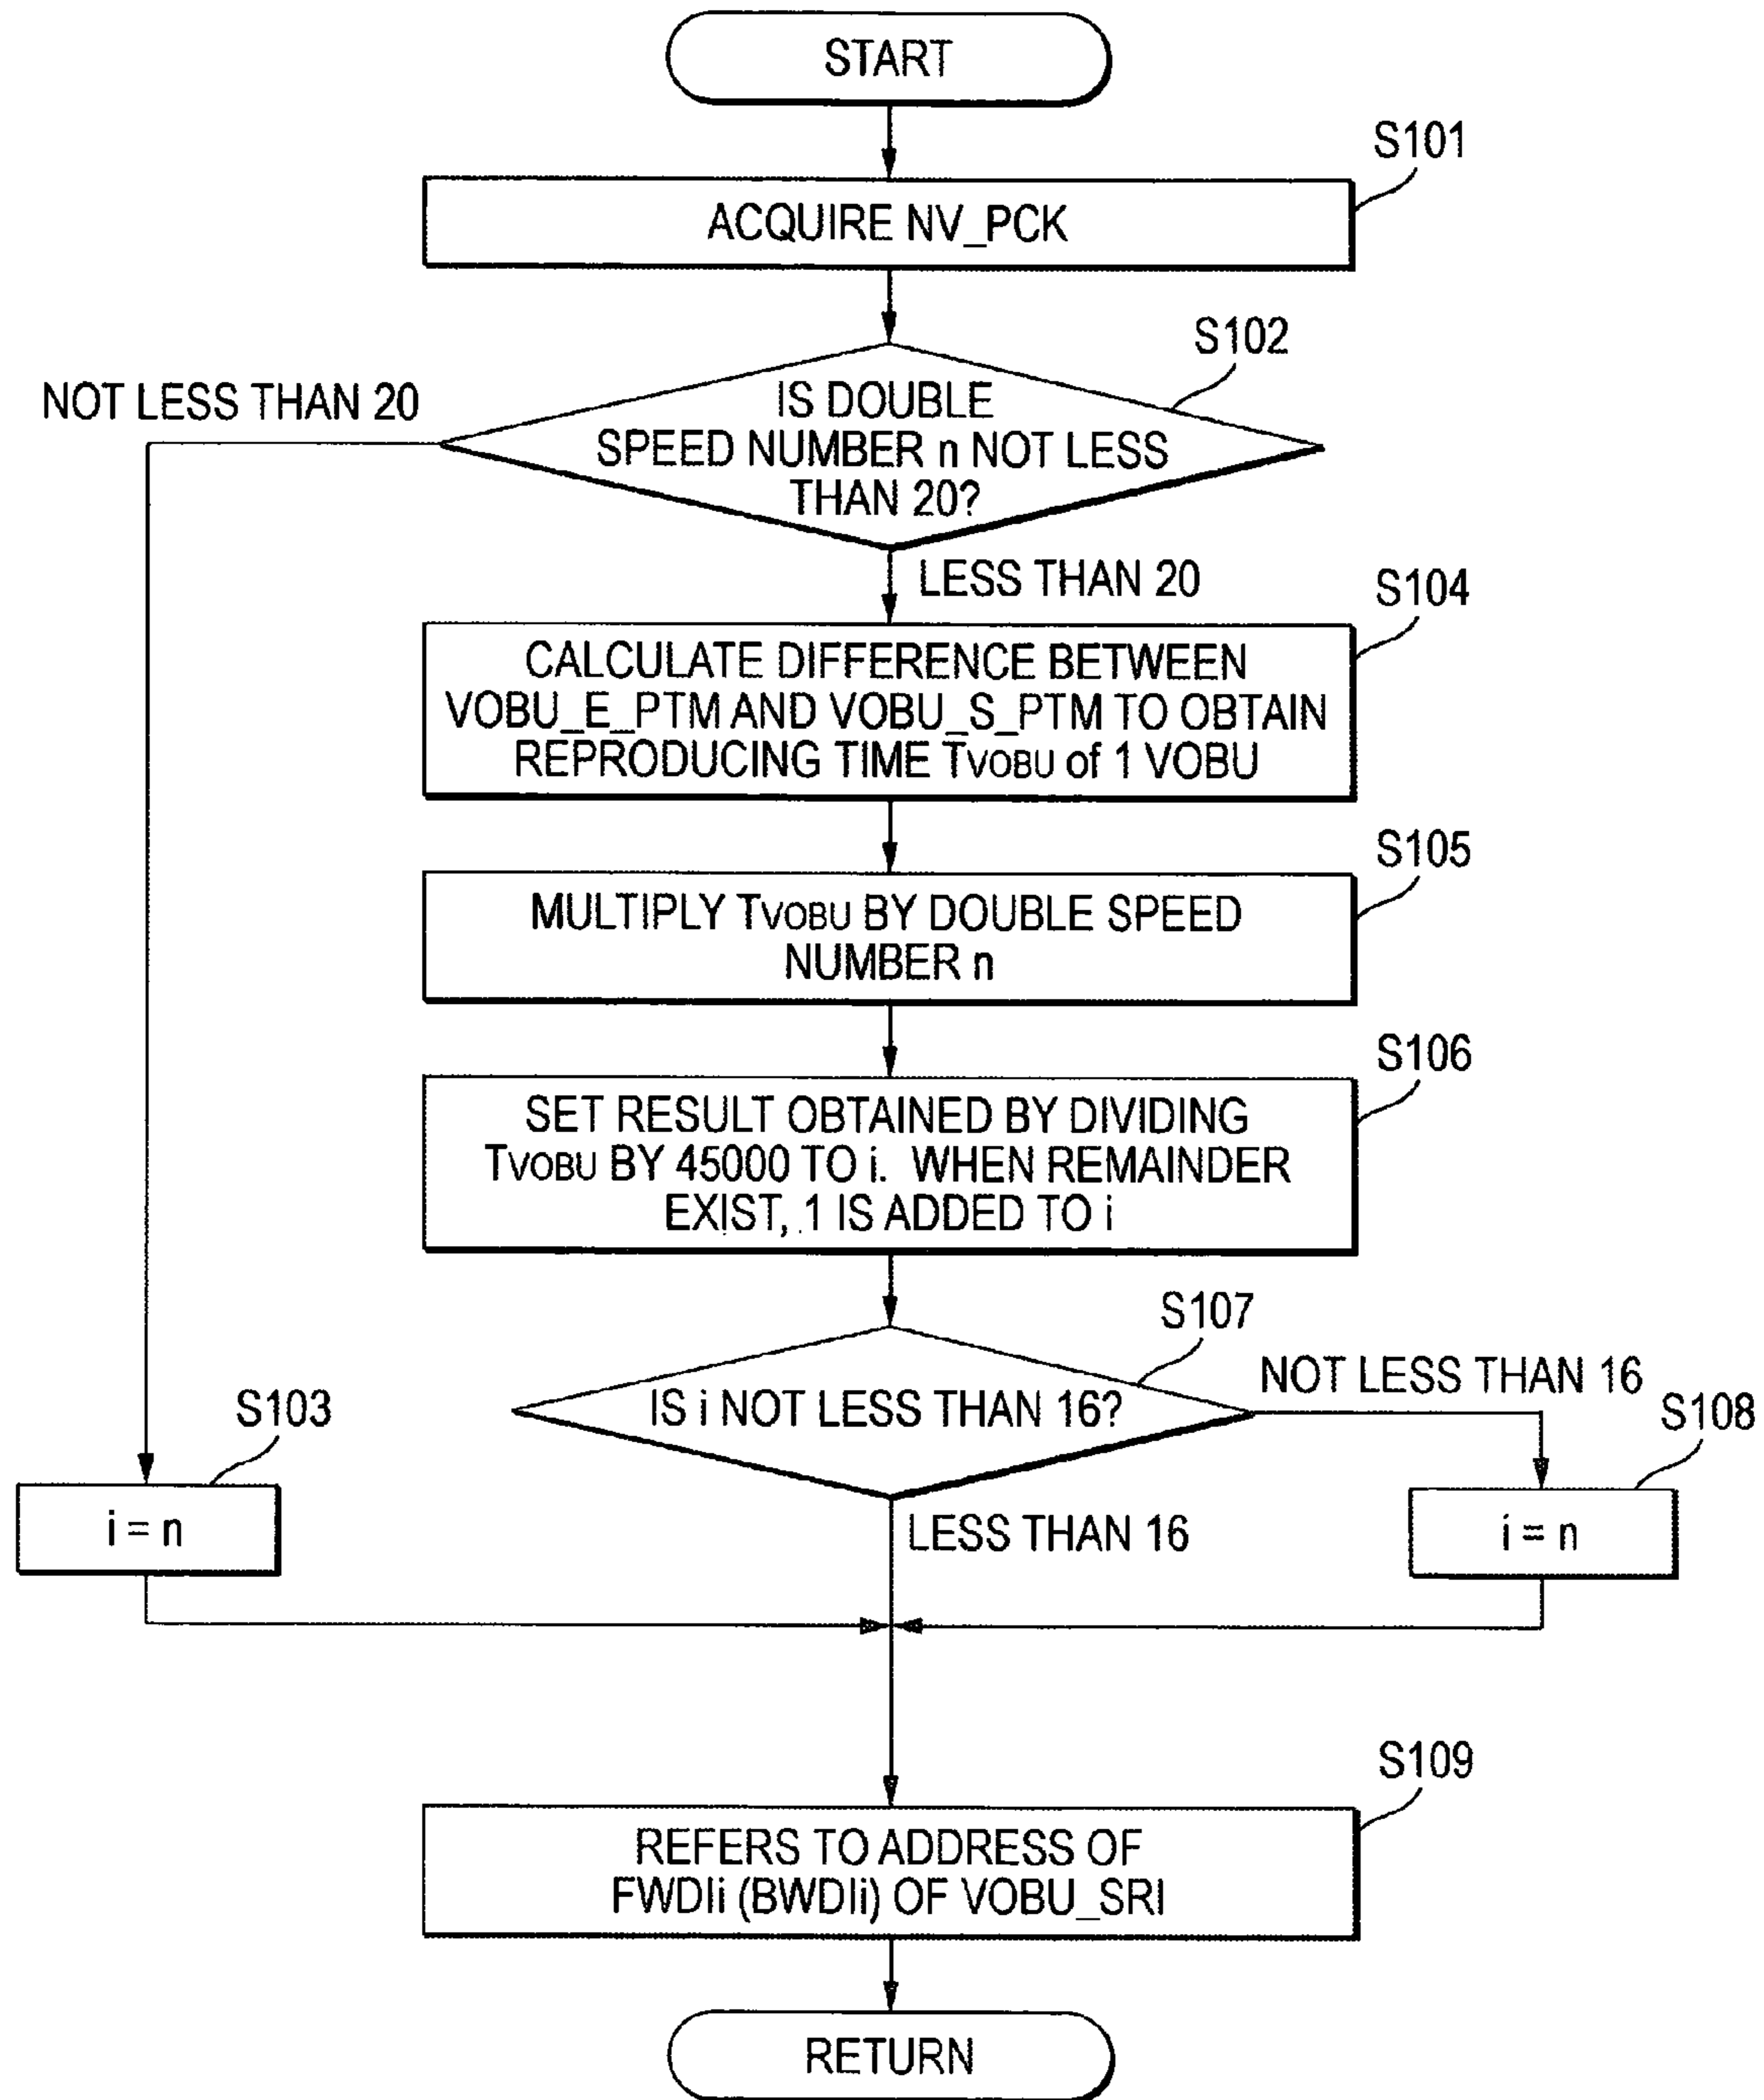 START
S101
ACQUIRE NV_PCK
S102
NOT LESS THAN 20
IS DOUBLE
SPEED NUMBER n NOT LESS
THAN 20?
LESS THAN 20
S104
CALCULATE DIFFERENCE BETWEEN
VOBU_E_PTM AND VOBU_S_PTM TO OBTAIN
REPRODUCING TIME TVOBU of 1 VOBU
S105
MULTIPLY TVOBU BY DOUBLE SPEED
NUMBER n
S106
SET RESULT OBTAINED BY DIVIDING
TVOBU BY 45000 TO i. WHEN REMAINDER
EXIST, 1 IS ADDED TO i
S107
IS i NOT LESS THAN 16?
NOT LESS THAN 16
S103
S108
i = n
LESS THAN 16
i = n
S109
REFERS TO ADDRESS OF
FWDIi (BWDIi) OF VOBU_SRI
RETURN